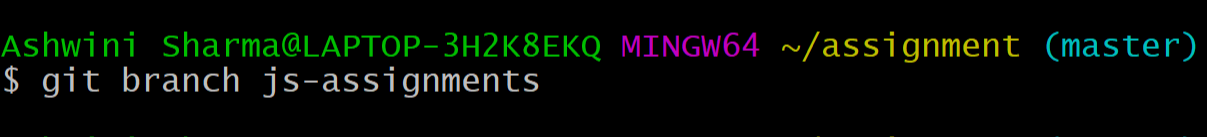 Ashwini Sharma@LAPTOP-3H2K8EKQ MINGW64 ~/assignment (master)
$ git branch js-assignments